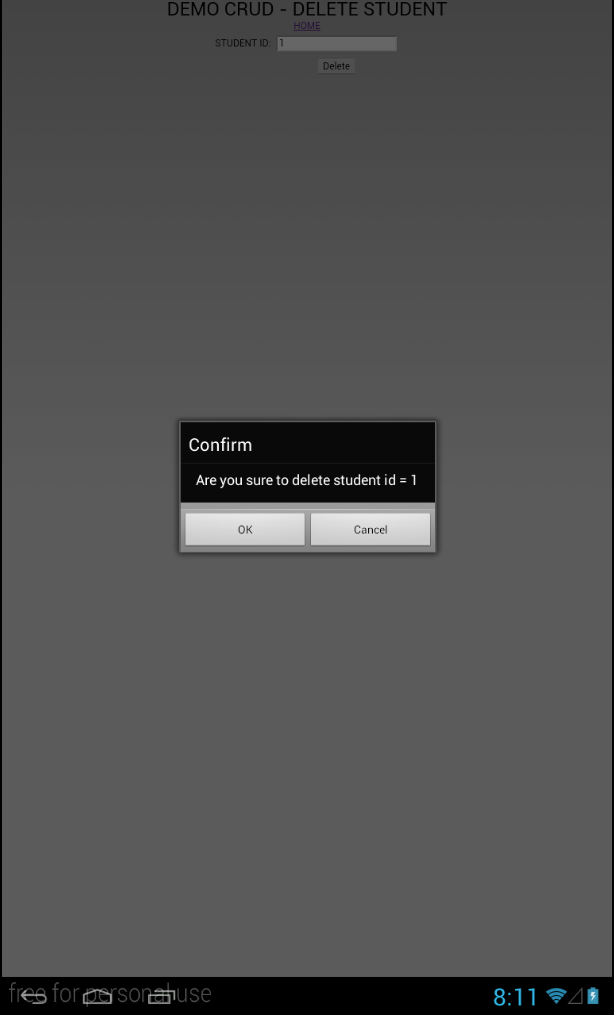 DEMO CRUD - DELETE STUDENT
HOME
STUDENT ID: 1
Delete
Confirm
Are you sure to delete student id = 1
OK Cancel
free for personal use
8:11